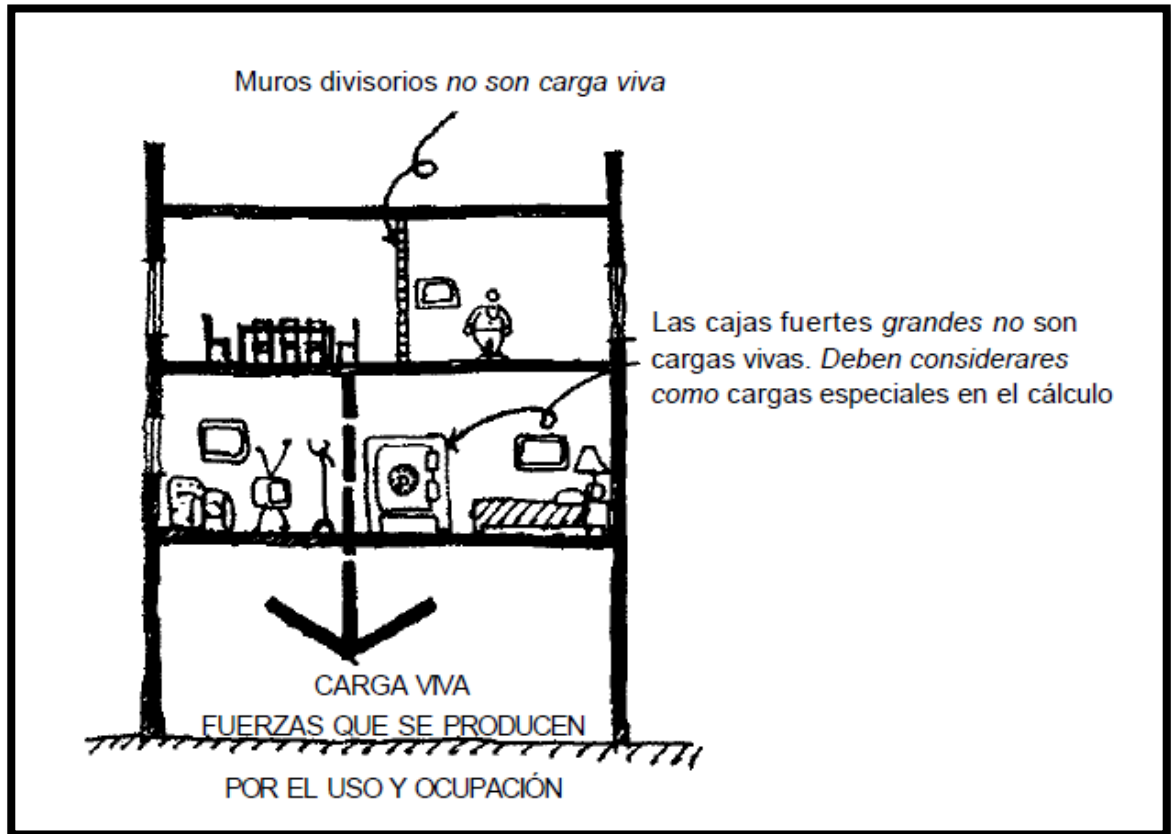 Muros divisorios no son carga viva
Las cajas fuertes grandes no son
cargas vivas. Deben considerares
como cargas especiales en el cálculo
CARGA VIVA
FUERZAS QUE SE PRODUCEN
POR EL USO Y OCUPACIÓN